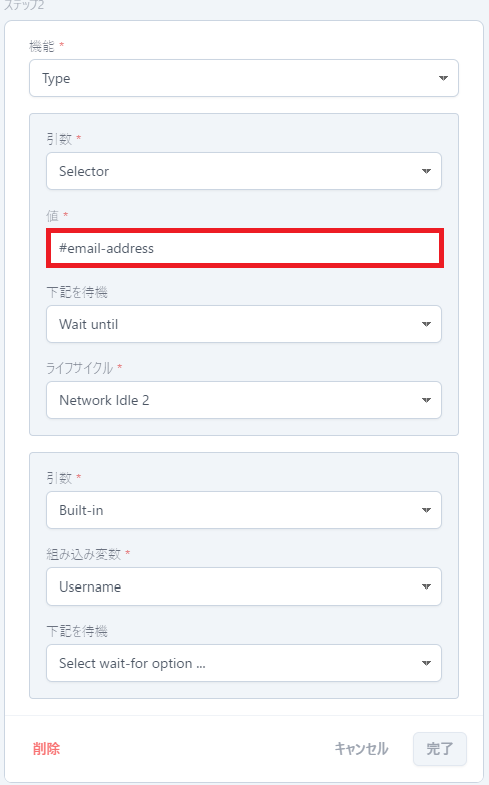 ステップ2
機能 *
Type
引数 *
Selector
値 *
#email-address
下記を待機
Wait until
ライフサイクル *
Network Idle 2
引数 *
Built-in
組み込み変数 *
Username
下記を待機
Select wait-for option ...
削除 キャンセル 完了